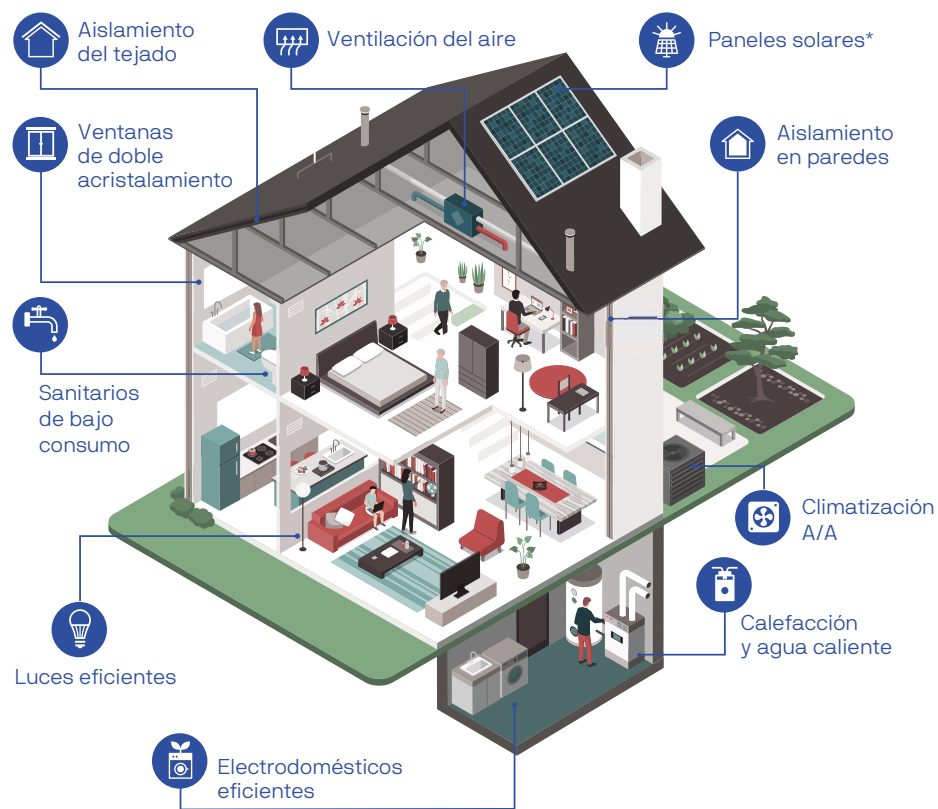 Aislamiento
del tejado
Ventilación del aire
Paneles solares*
Ventanas
de doble
acristalamiento
Aislamiento
en paredes
Sanitarios
de bajo
consumo
Climatización
A/A
Calefacción
y agua caliente
Luces eficientes
Electrodomésticos
eficientes